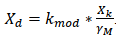 X_d = k_mod * X_k / γ_M